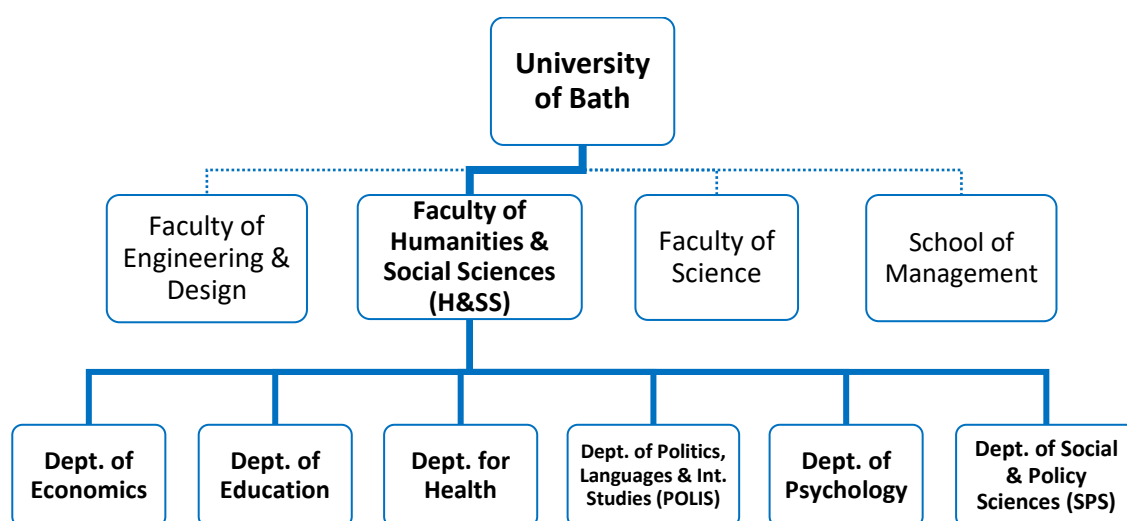 University
of Bath
Faculty of
Engineering &
Design
Faculty of
Humanities &
Social Sciences
(H&SS)
Faculty of
Science
School of
Management
Dept. of
Economics
Dept. of
Education
Dept. for
Health
Dept. of Politics,
Languages & Int.
Studies (POLIS)
Dept. of
Psychology
Dept. of Social
& Policy
Sciences (SPS)